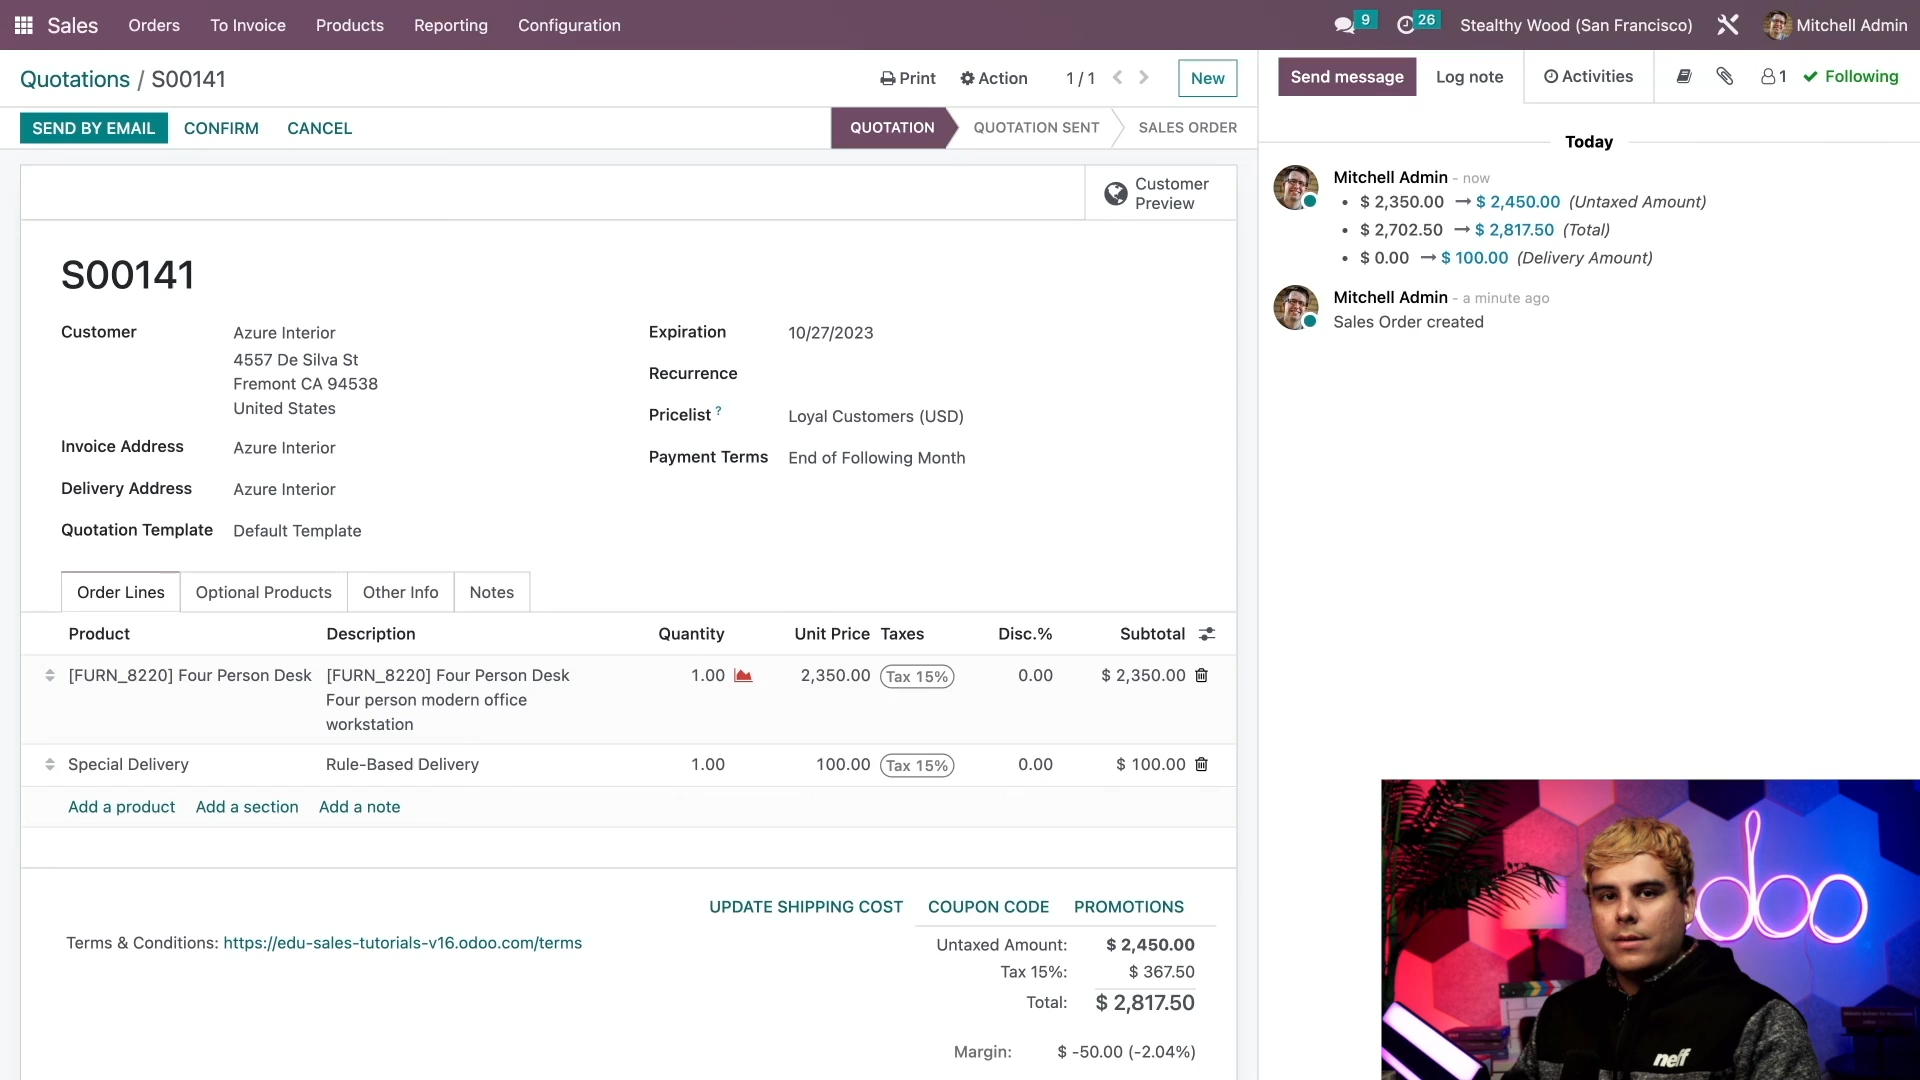 Sales Orders To Invoice Products Reporting Configuration 9 26 Stealthy Wood (San Francisco) Mitchell Admin
Quotations / S00141 Print Action 1 / 1 New
SEND BY EMAIL CONFIRM CANCEL QUOTATION QUOTATION SENT SALES ORDER
Customer
Preview
S00141
Customer Azure Interior
4557 De Silva St
Fremont CA 94538
United States
Invoice Address Azure Interior
Delivery Address Azure Interior
Quotation Template Default Template
Expiration 10/27/2023
Recurrence
Pricelist ? Loyal Customers (USD)
Payment Terms End of Following Month
Order Lines Optional Products Other Info Notes
Product Description Quantity Unit Price Taxes Disc.% Subtotal
[FURN_8220] Four Person Desk [FURN_8220] Four Person Desk 1.00 2,350.00 Tax 15% 0.00 $ 2,350.00
Four person modern office
workstation
Special Delivery Rule-Based Delivery 1.00 100.00 Tax 15% 0.00 $ 100.00
Add a product Add a section Add a note
UPDATE SHIPPING COST COUPON CODE PROMOTIONS
Terms & Conditions: https://edu-sales-tutorials-v16.odoo.com/terms
Untaxed Amount: $ 2,450.00
Tax 15%: $ 367.50
Total: $ 2,817.50
Margin: $ -50.00 (-2.04%)
Send message Log note Activities 1 Following
Today
Mitchell Admin - now
• $ 2,350.00 → $ 2,450.00 (Untaxed Amount)
• $ 2,702.50 → $ 2,817.50 (Total)
• $ 0.00 → $ 100.00 (Delivery Amount)
Mitchell Admin - a minute ago
Sales Order created
odoo
neff